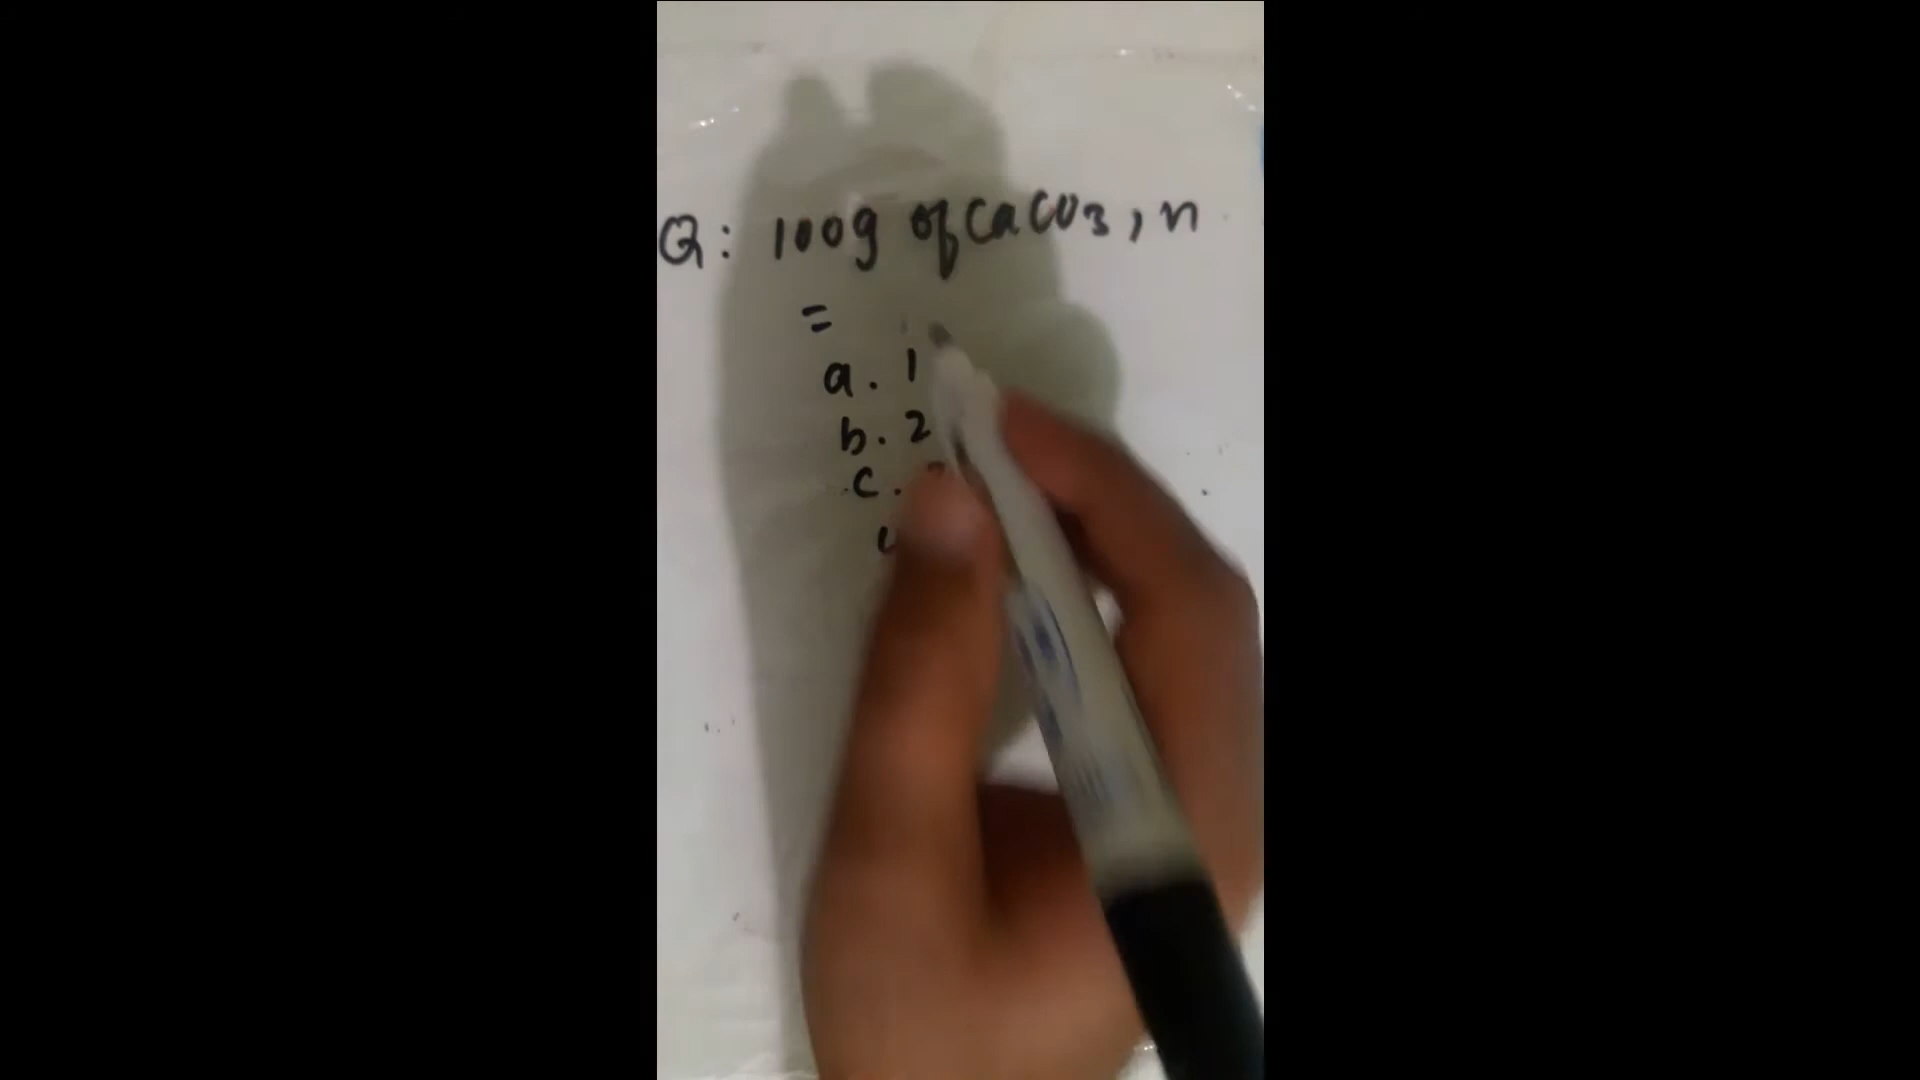 Q: 100g of CaCO3, n
=
a. 1
b. 2
c.